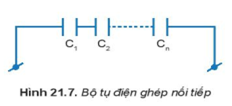 C₁ C₂ Cₙ
Hình 21.7. Bộ tụ điện ghép nối tiếp